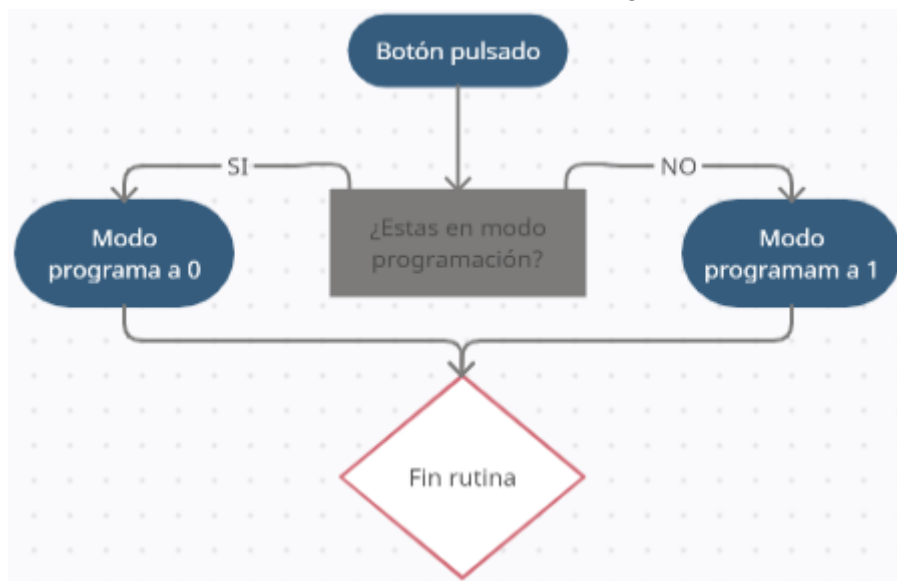 Botón pulsado
SI
NO
¿Estas en modo
programación?
Modo
programa a 0
Modo
programam a 1
Fin rutina